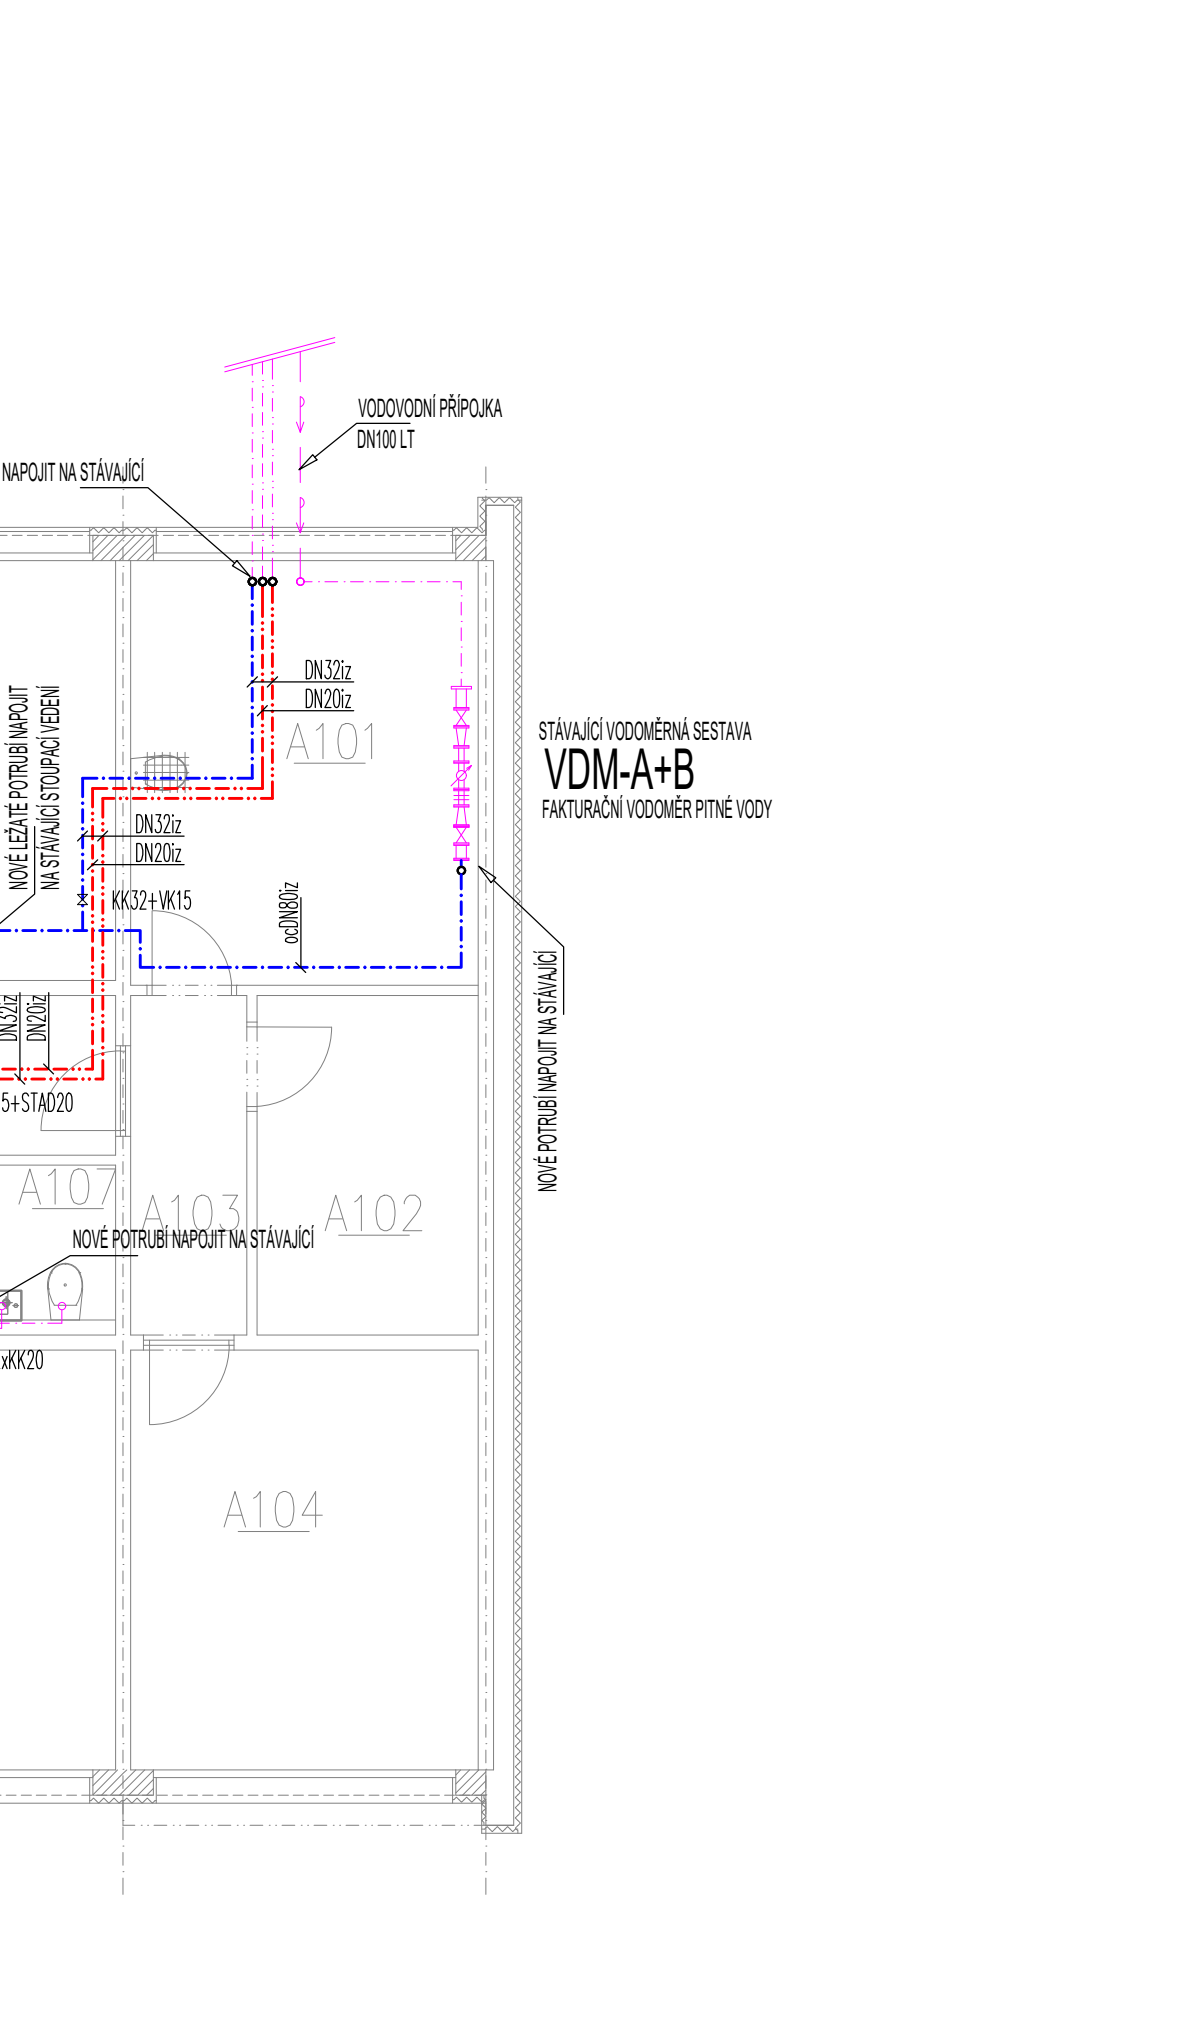 VODOVODNÍ PŘÍPOJKA
DN100 LT
NAPOJIT NA STÁVAJÍCÍ
DN32iz
DN20iz
A101
NOVÉ LEŽATÉ POTRUBÍ NAPOJIT
NA STÁVAJÍCÍ STOUPACÍ VEDENÍ
STÁVAJÍCÍ VODOMĚRNÁ SESTAVA
VDM-A+B
FAKTURAČNÍ VODOMĚR PITNÉ VODY
DN32iz
DN20iz
KK32+VK15
ocDN80iz
NOVÉ POTRUBÍ NAPOJIT NA STÁVAJÍCÍ
DN32iz
DN20iz
5+STAD20
A107
A103
A102
NOVÉ POTRUBÍ NAPOJIT NA STÁVAJÍCÍ
xKK20
A104